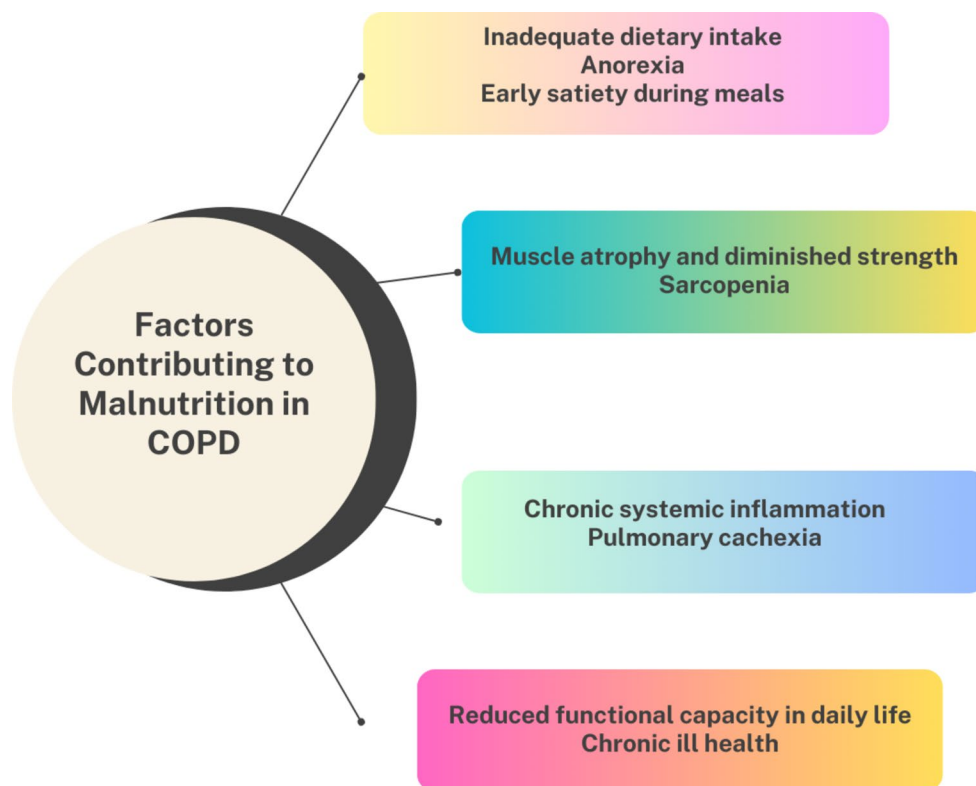 Inadequate dietary intake
Anorexia
Early satiety during meals
Muscle atrophy and diminished strength
Sarcopenia
Factors
Contributing to
Malnutrition in
COPD
Chronic systemic inflammation
Pulmonary cachexia
Reduced functional capacity in daily life
Chronic ill health